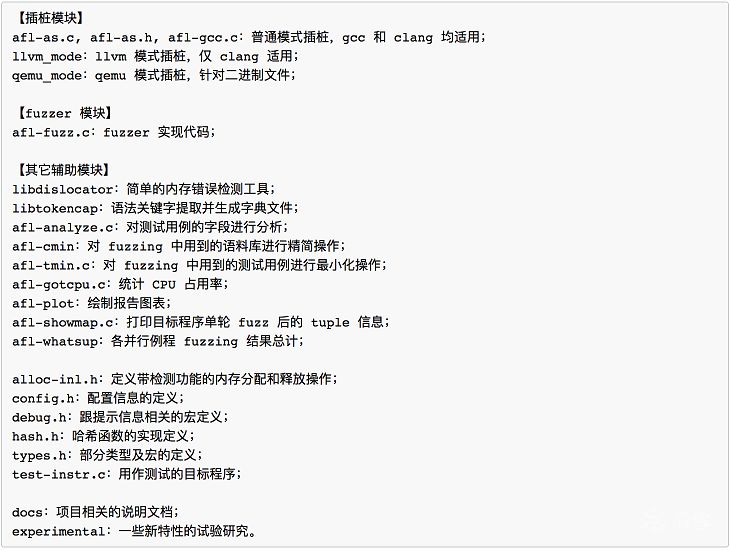 【插桩模块】
afl-as.c, afl-as.h, afl-gcc.c：普通模式插桩，gcc 和 clang 均适用；
llvm_mode：llvm 模式插桩，仅 clang 适用；
qemu_mode：qemu 模式插桩，针对二进制文件；
【fuzzer 模块】
afl-fuzz.c：fuzzer 实现代码；
【其它辅助模块】
libdislocator：简单的内存错误检测工具；
libtokencap：语法关键字提取并生成字典文件；
afl-analyze.c：对测试用例的字段进行分析；
afl-cmin：对 fuzzing 中用到的语料库进行精简操作；
afl-tmin.c：对 fuzzing 中用到的测试用例进行最小化操作；
afl-gotcpu.c：统计 CPU 占用率；
afl-plot：绘制报告图表；
afl-showmap.c：打印目标程序单轮 fuzz 后的 tuple 信息；
afl-whatsup：各并行例程 fuzzing 结果总计；
alloc-inl.h：定义带检测功能的内存分配和释放操作；
config.h：配置信息的定义；
debug.h：跟提示信息相关的宏定义；
hash.h：哈希函数的实现定义；
types.h：部分类型及宏的定义；
test-instr.c：用作测试的目标程序；
docs：项目相关的说明文档；
experimental：一些新特性的试验研究。